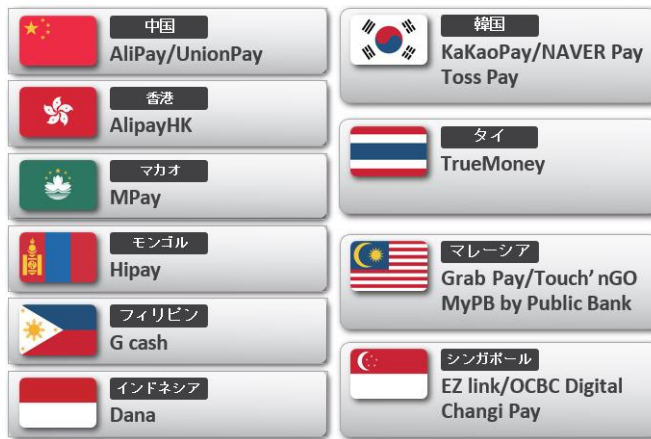 中国
AliPay/UnionPay
香港
AlipayHK
マカオ
MPay
モンゴル
Hipay
フィリピン
G cash
インドネシア
Dana
韓国
KaKaoPay/NAVER Pay
Toss Pay
タイ
TrueMoney
マレーシア
Grab Pay/Touch’ nGO
MyPB by Public Bank
シンガポール
EZ link/OCBC Digital
Changi Pay